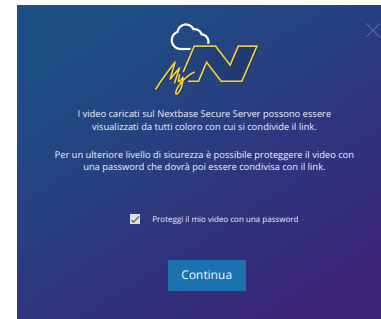 My N
I video caricati sul Nextbase Secure Server possono essere
visualizzati da tutti coloro con cui si condivide il link.
Per un ulteriore livello di sicurezza è possibile proteggere il video con
una password che dovrà poi essere condivisa con il link.
Proteggi il mio video con una password
Continua